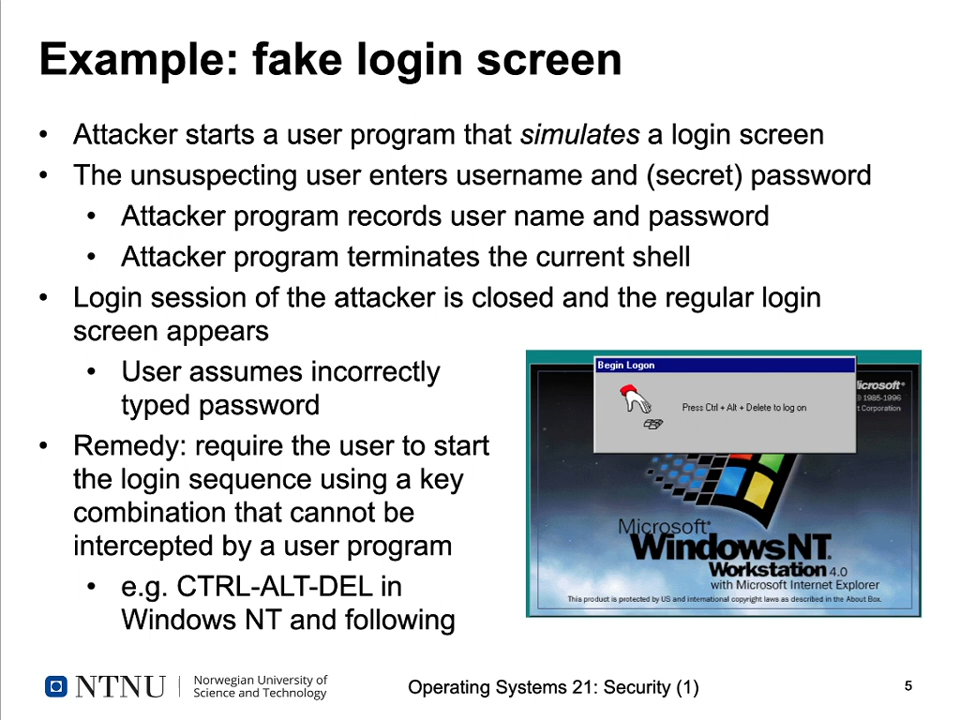 Example: fake login screen
• Attacker starts a user program that simulates a login screen
• The unsuspecting user enters username and (secret) password
• Attacker program records user name and password
• Attacker program terminates the current shell
• Login session of the attacker is closed and the regular login
screen appears
• User assumes incorrectly
typed password
• Remedy: require the user to start
the login sequence using a key
combination that cannot be
intercepted by a user program
• e.g. CTRL-ALT-DEL in
Windows NT and following
Begin Logon
Press Ctrl + Alt + Delete to log on
Microsoft®
© 1985-1996
t Corporation
Microsoft®
Windows NT®
Workstation 4.0
with Microsoft Internet Explorer
This product is protected by US and international copyright laws as described in the About Box.
NTNU
Norwegian University of
Science and Technology
Operating Systems 21: Security (1)
5